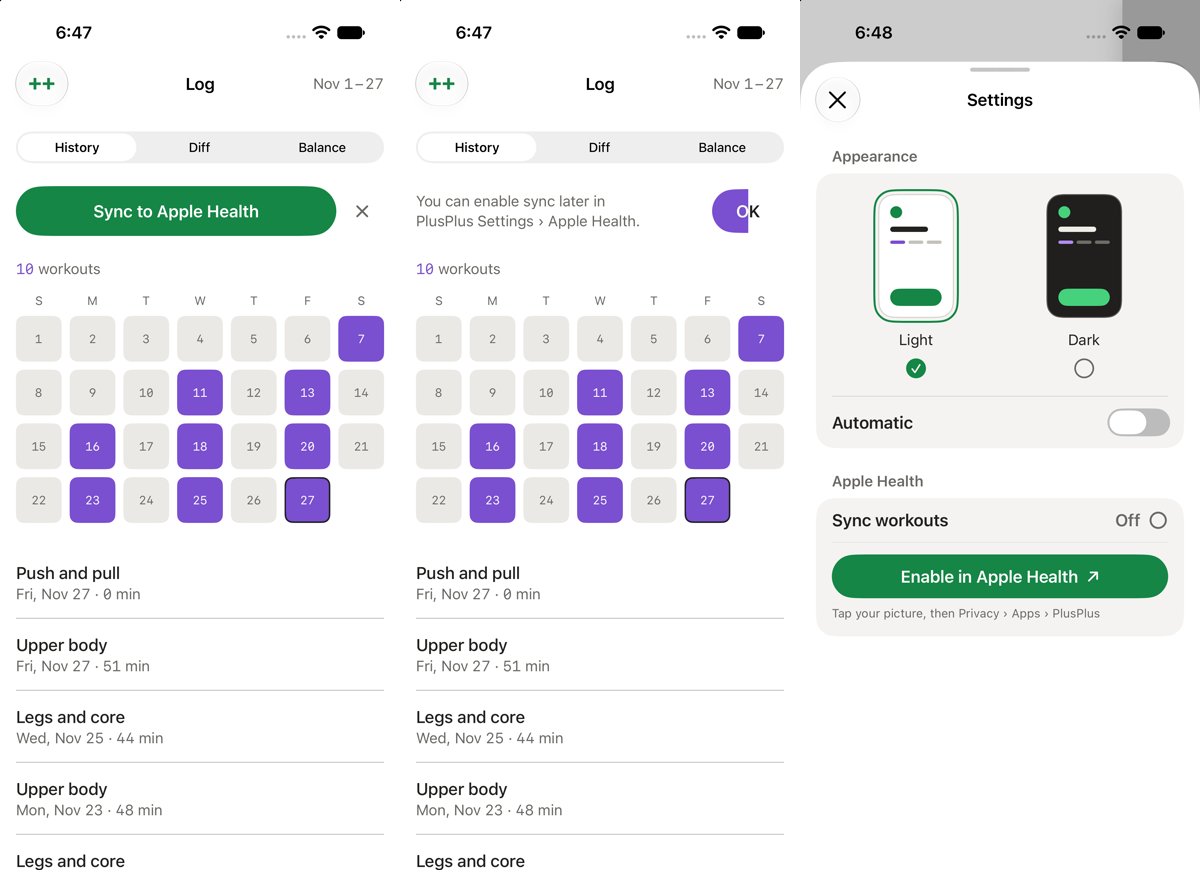 6:47
++
Log
Nov 1–27
History
Diff
Balance
Sync to Apple Health
10 workouts
S M T W T F S
1 2 3 4 5 6 7
8 9 10 11 12 13 14
15 16 17 18 19 20 21
22 23 24 25 26 27
Push and pull
Fri, Nov 27 · 0 min
Upper body
Fri, Nov 27 · 51 min
Legs and core
Wed, Nov 25 · 44 min
Upper body
Mon, Nov 23 · 48 min
Legs and core
6:47
++
Log
Nov 1–27
History
Diff
Balance
You can enable sync later in
PlusPlus Settings › Apple Health.
OK
10 workouts
S M T W T F S
1 2 3 4 5 6 7
8 9 10 11 12 13 14
15 16 17 18 19 20 21
22 23 24 25 26 27
Push and pull
Fri, Nov 27 · 0 min
Upper body
Fri, Nov 27 · 51 min
Legs and core
Wed, Nov 25 · 44 min
Upper body
Mon, Nov 23 · 48 min
Legs and core
6:48
Settings
Appearance
Light
Dark
Automatic
Apple Health
Sync workouts
Off
Enable in Apple Health ↗
Tap your picture, then Privacy › Apps › PlusPlus